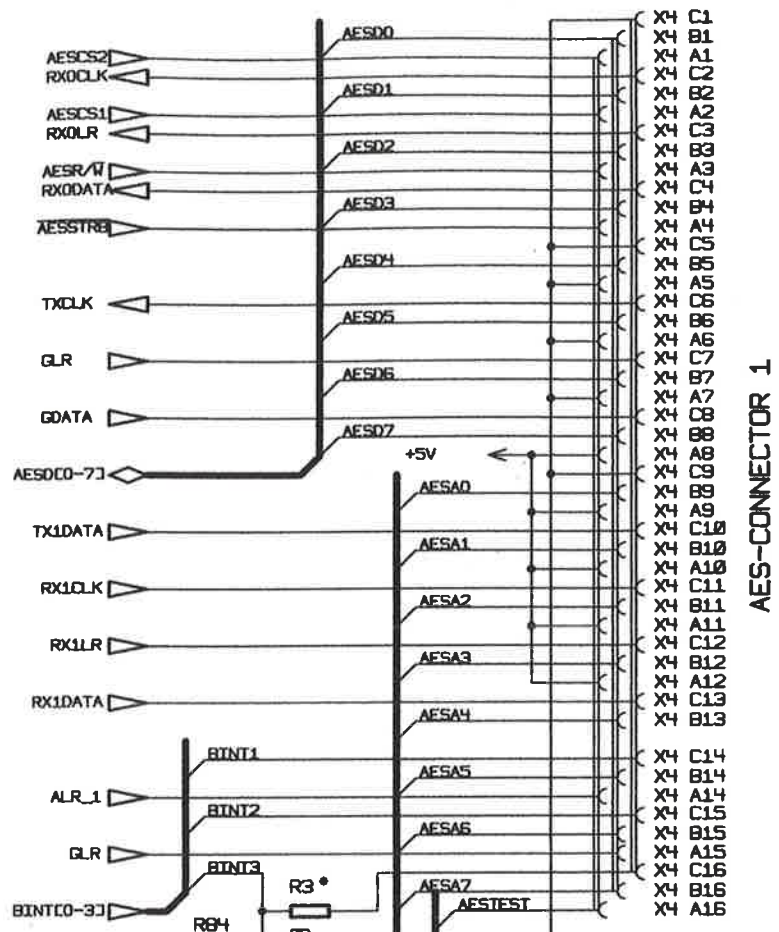 X4 C1
AESD0 X4 B1
AESCS2 X4 A1
RX0CLK X4 C2
AESD1 X4 B2
AESCS1 X4 A2
RX0LR X4 C3
AESD2 X4 B3
AESR/W̅ X4 A3
RX0DATA X4 C4
AESD3 X4 B4
A̅E̅S̅S̅T̅R̅B̅ X4 A4
X4 C5
AESD4 X4 B5
X4 A5
TXCLK X4 C6
AESD5 X4 B6
X4 A6
GLR X4 C7
AESD6 X4 B7
X4 A7
GDATA X4 C8
AESD7 X4 B8
+5V X4 A8
AESD[0-7] X4 C9
AESA0 X4 B9
X4 A9
TX1DATA X4 C10
AESA1 X4 B10
X4 A10
RX1CLK X4 C11
AESA2 X4 B11
X4 A11
RX1LR X4 C12
AESA3 X4 B12
X4 A12
RX1DATA X4 C13
AESA4 X4 B13
BINT1 X4 C14
AESA5 X4 B14
ALR_1 X4 A14
BINT2 X4 C15
AESA6 X4 B15
GLR X4 A15
BINT3 X4 C16
R3 * AESA7 X4 B16
BINT[0-3] AESTEST X4 A16
R84
AES-CONNECTOR 1